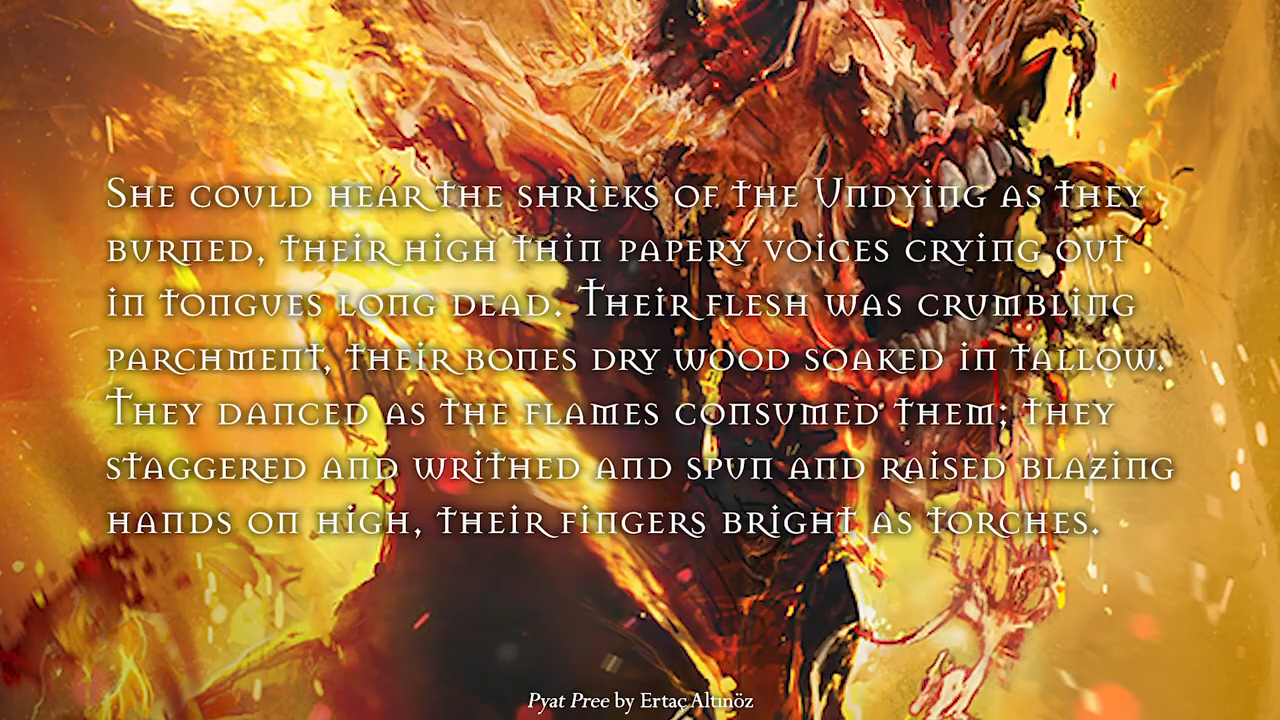 She could hear the shrieks of the Undying as they
burned, their high thin papery voices crying out
in tongues long dead. Their flesh was crumbling
parchment, their bones dry wood soaked in tallow.
They danced as the flames consumed them; they
staggered and writhed and spun and raised blazing
hands on high, their fingers bright as torches.
Pyat Pree by Ertaç Altınöz